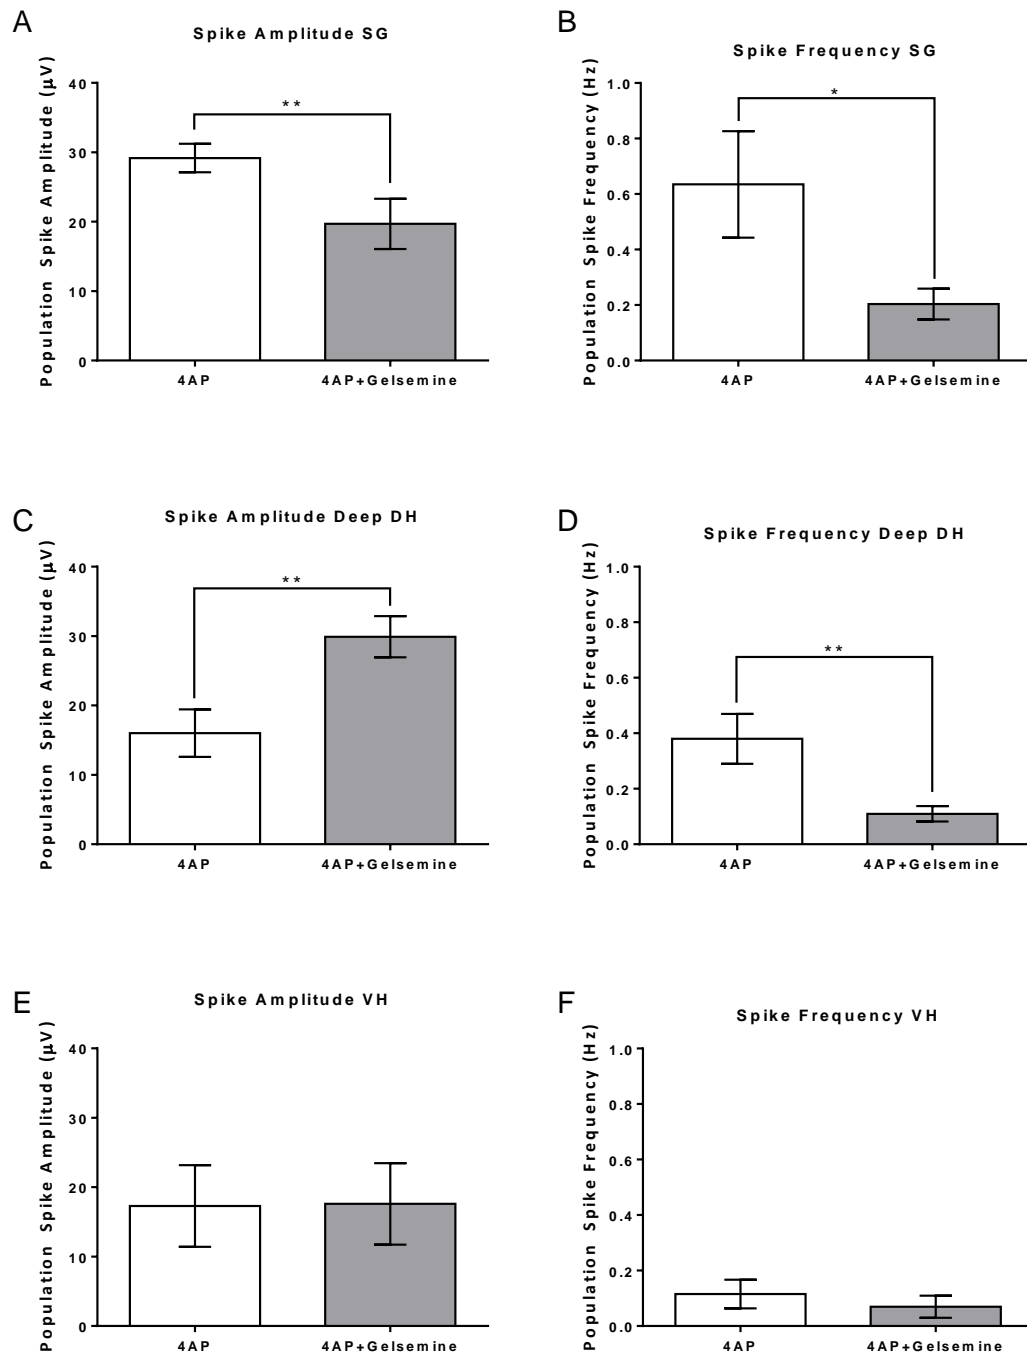 A
Spike Amplitude SG
Population Spike Amplitude (µV)
40
30
20
10
0
**
4AP
4AP+Gelsemine
B
Spike Frequency SG
Population Spike Frequency (Hz)
1.0
0.8
0.6
0.4
0.2
0.0
*
4AP
4AP+Gelsemine
C
Spike Amplitude Deep DH
Population Spike Amplitude (µV)
40
30
20
10
0
**
4AP
4AP+Gelsemine
D
Spike Frequency Deep DH
Population Spike Frequency (Hz)
1.0
0.8
0.6
0.4
0.2
0.0
**
4AP
4AP+Gelsemine
E
Spike Amplitude VH
Population Spike Amplitude (µV)
40
30
20
10
0
4AP
4AP+Gelsemine
F
Spike Frequency VH
Population Spike Frequency (Hz)
1.0
0.8
0.6
0.4
0.2
0.0
4AP
4AP+Gelsemine